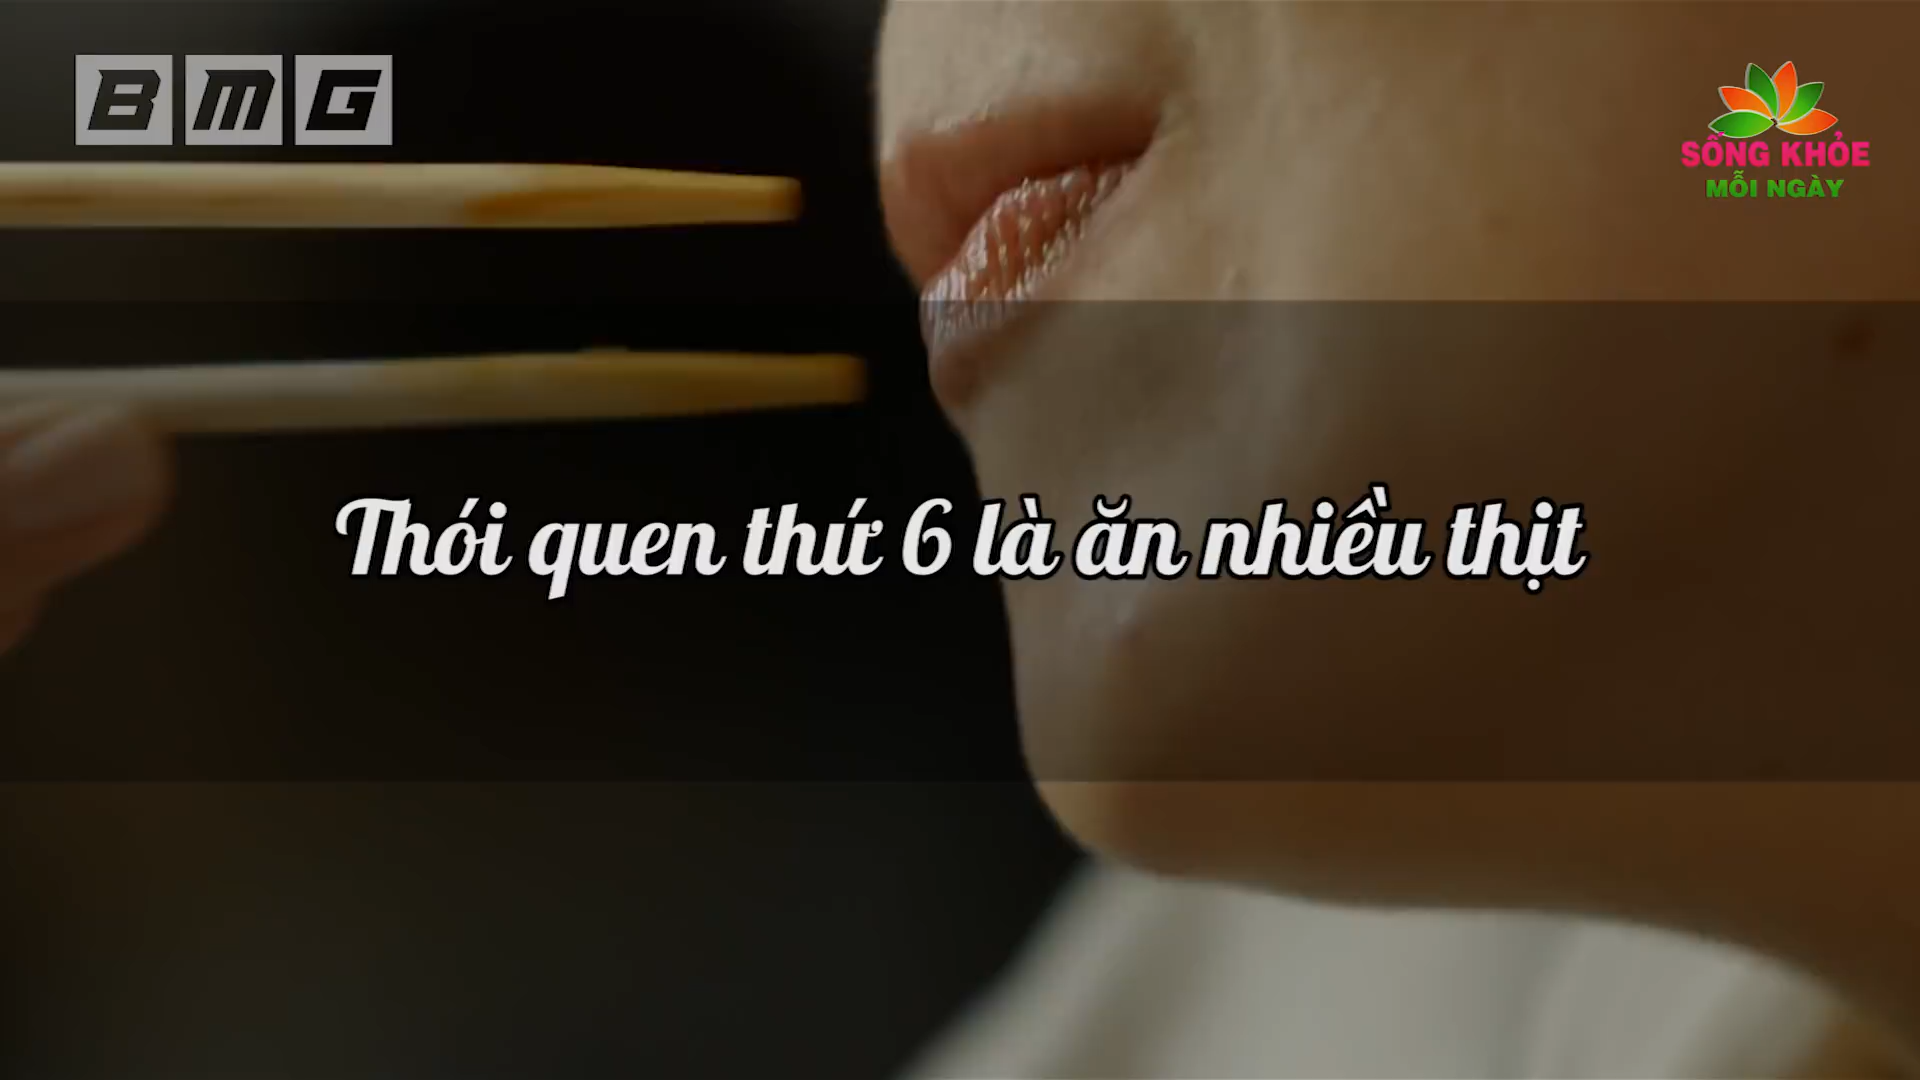 BMG
SỐNG KHỎE
MỖI NGÀY
Thói quen thứ 6 là ăn nhiều thịt